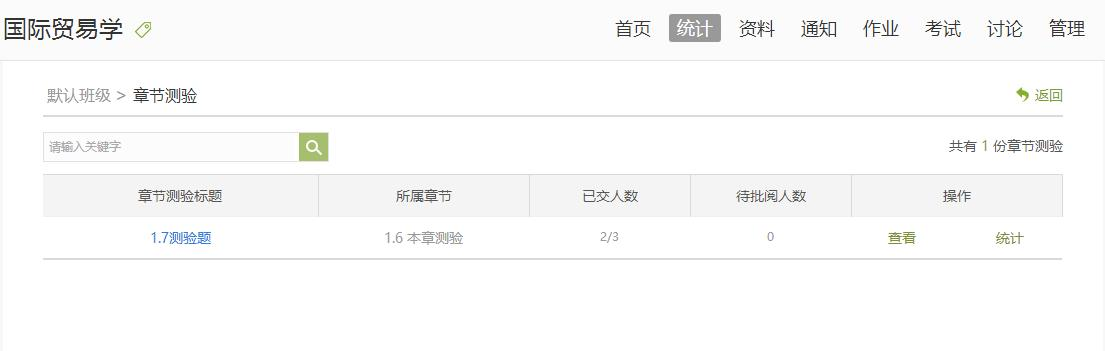 国际贸易学
首页 统计 资料 通知 作业 考试 讨论 管理
默认班级 > 章节测验 返回
请输入关键字 共有 1 份章节测验
章节测验标题 所属章节 已交人数 待批阅人数 操作
1.7测验题 1.6 本章测验 2/3 0 查看 统计